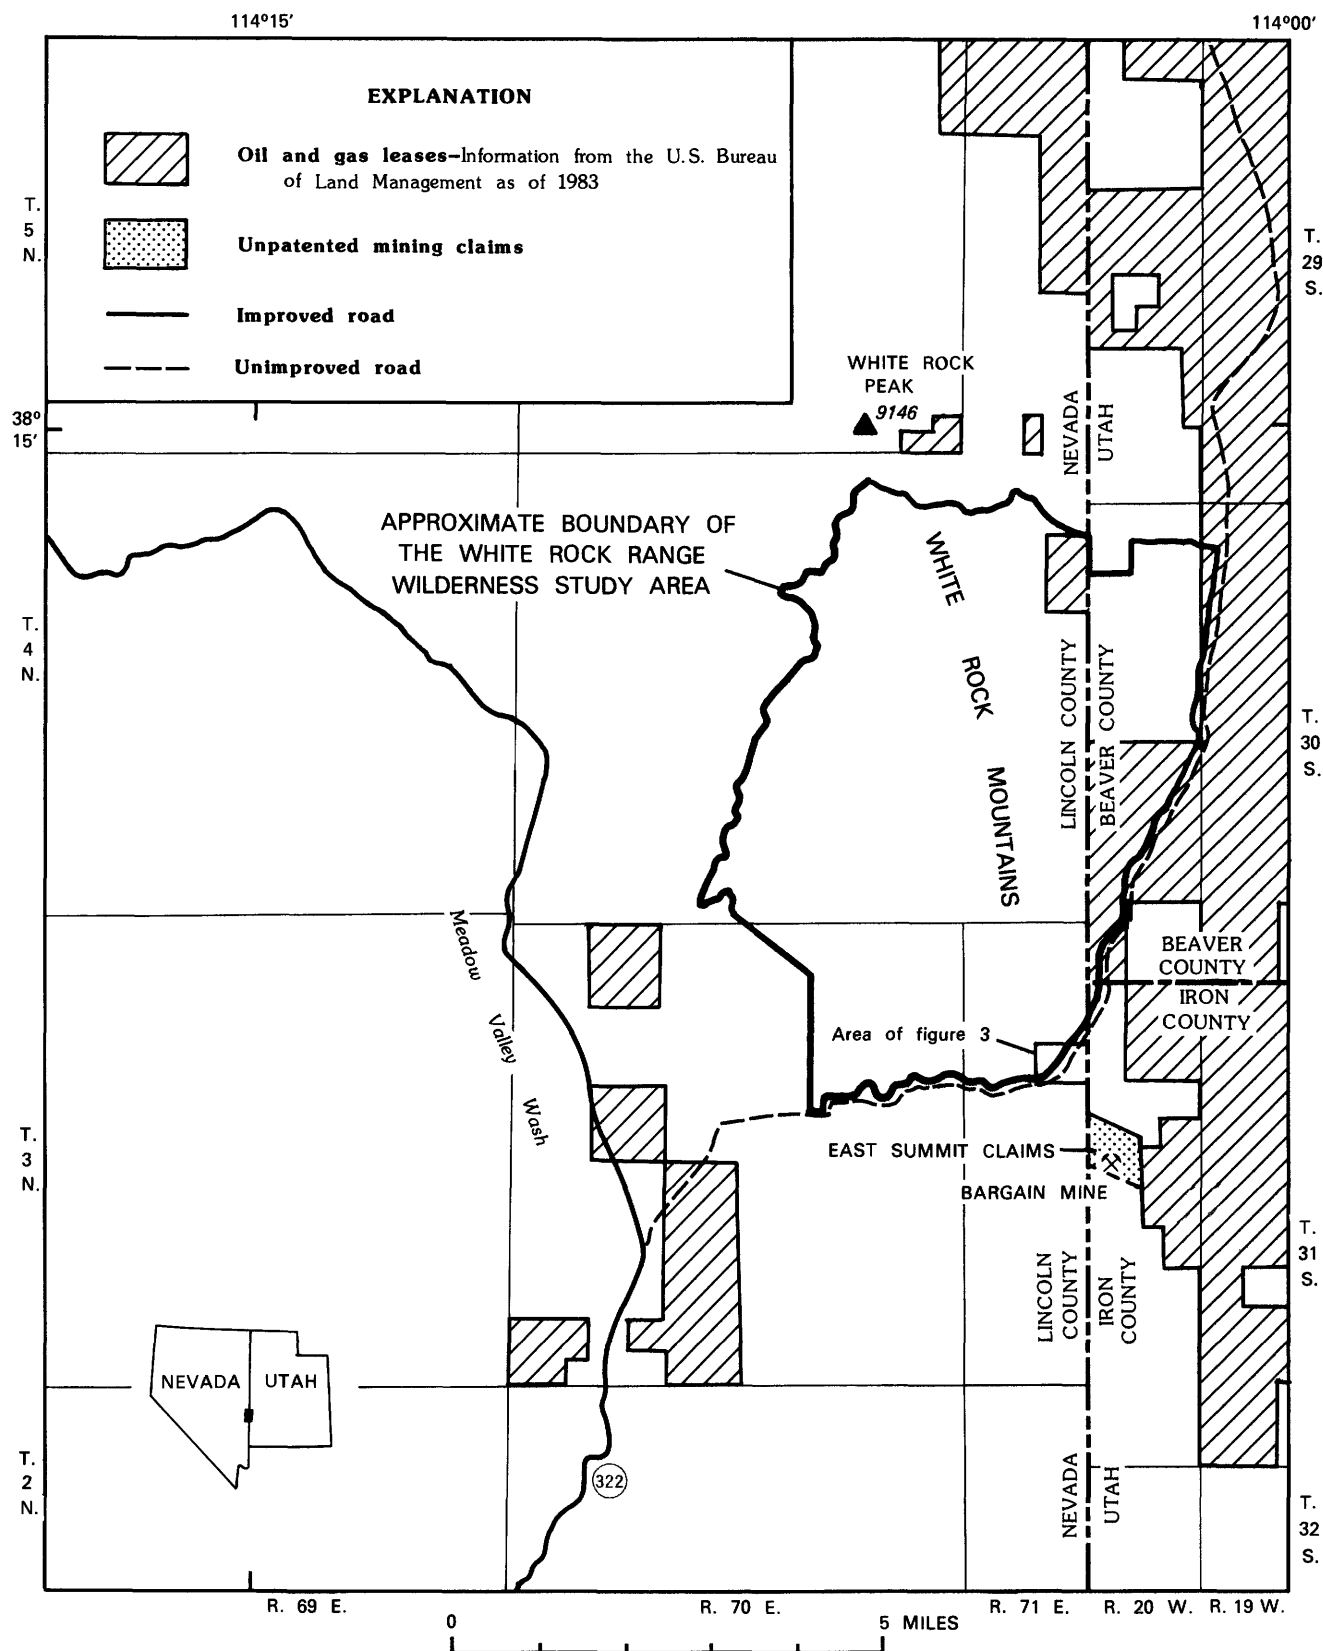 114°15′
114°00′
EXPLANATION
Oil and gas leases—Information from the U.S. Bureau
of Land Management as of 1983
Unpatented mining claims
Improved road
Unimproved road
T.
5
N.
T.
29
S.
38°
15′
WHITE ROCK
PEAK
9146
NEVADA
UTAH
APPROXIMATE BOUNDARY OF
THE WHITE ROCK RANGE
WILDERNESS STUDY AREA
WHITE
ROCK
MOUNTAINS
T.
4
N.
LINCOLN COUNTY
BEAVER COUNTY
T.
30
S.
Meadow
Valley
Wash
BEAVER
COUNTY
IRON
COUNTY
Area of figure 3
T.
3
N.
EAST SUMMIT CLAIMS
BARGAIN MINE
LINCOLN
COUNTY
IRON
COUNTY
T.
31
S.
NEVADA
UTAH
T.
2
N.
322
NEVADA
UTAH
T.
32
S.
R. 69 E.
R. 70 E.
R. 71 E.
R. 20 W.
R. 19 W.
0
5 MILES